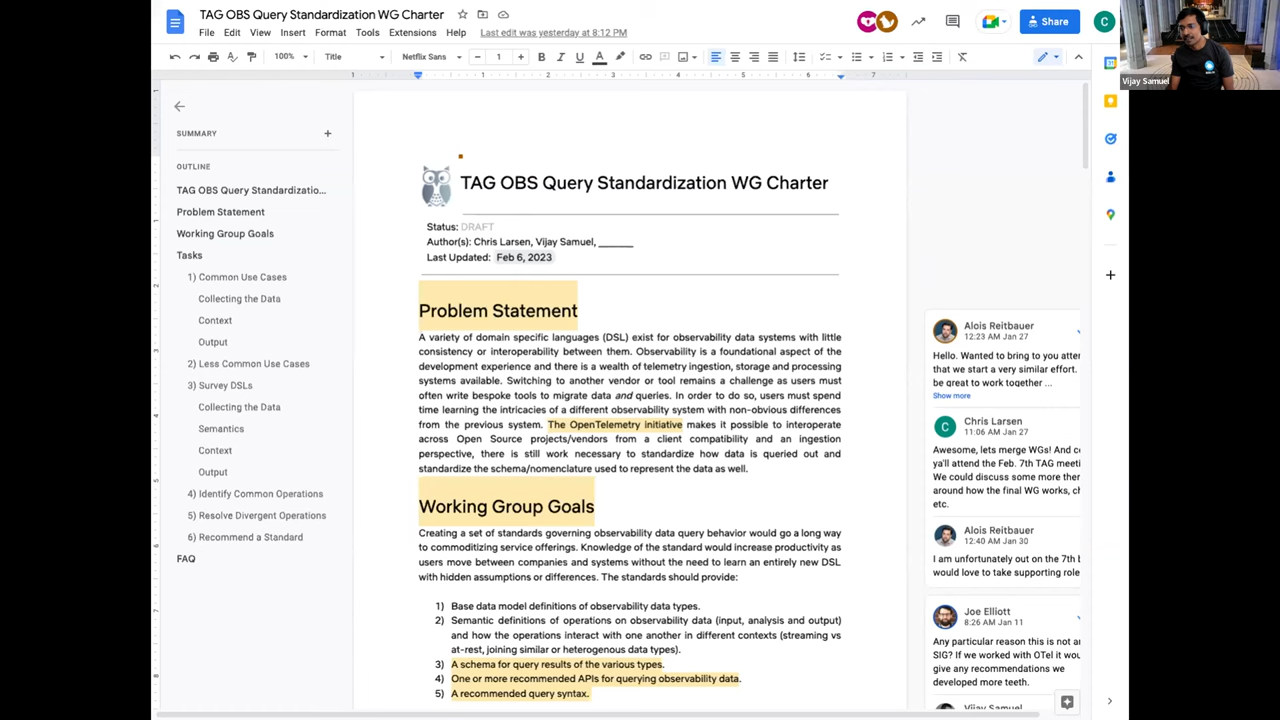 TAG OBS Query Standardization WG Charter
File Edit View Insert Format Tools Extensions Help
Last edit was yesterday at 8:12 PM
Share
C
Vijay Samuel
100% Title Netflix Sans 1
B I U A
1 1 2 3 4 5 6 7
SUMMARY
OUTLINE
TAG OBS Query Standardizatio...
Problem Statement
Working Group Goals
Tasks
1) Common Use Cases
Collecting the Data
Context
Output
2) Less Common Use Cases
3) Survey DSLs
Collecting the Data
Semantics
Context
Output
4) Identify Common Operations
5) Resolve Divergent Operations
6) Recommend a Standard
FAQ
TAG OBS Query Standardization WG Charter
Status: DRAFT
Author(s): Chris Larsen, Vijay Samuel, ______
Last Updated: Feb 6, 2023
Problem Statement
A variety of domain specific languages (DSL) exist for observability data systems with little
consistency or interoperability between them. Observability is a foundational aspect of the
development experience and there is a wealth of telemetry ingestion, storage and processing
systems available. Switching to another vendor or tool remains a challenge as users must
often write bespoke tools to migrate data and queries. In order to do so, users must spend
time learning the intricacies of a different observability system with non-obvious differences
from the previous system. The OpenTelemetry initiative makes it possible to interoperate
across Open Source projects/vendors from a client compatibility and an ingestion
perspective, there is still work necessary to standardize how data is queried out and
standardize the schema/nomenclature used to represent the data as well.
Working Group Goals
Creating a set of standards governing observability data query behavior would go a long way
to commoditizing service offerings. Knowledge of the standard would increase productivity as
users move between companies and systems without the need to learn an entirely new DSL
with hidden assumptions or differences. The standards should provide:
1) Base data model definitions of observability data types.
2) Semantic definitions of operations on observability data (input, analysis and output)
and how the operations interact with one another in different contexts (streaming vs
at-rest, joining similar or heterogenous data types).
3) A schema for query results of the various types.
4) One or more recommended APIs for querying observability data.
5) A recommended query syntax.
Alois Reitbauer
12:23 AM Jan 27
Hello. Wanted to bring to you atter
that we start a very similar effort.
be great to work together ...
Show more
C
Chris Larsen
11:06 AM Jan 27
Awesome, lets merge WGs! And co
ya'll attend the Feb. 7th TAG meeti
We could discuss some more then
around how the final WG works, ch
etc.
Alois Reitbauer
12:40 AM Jan 30
I am unfortunately out on the 7th b
would love to take supporting role
Joe Elliott
8:26 AM Jan 11
Any particular reason this is not an
SIG? If we worked with OTel it wou
give any recommendations we
developed more teeth.
Vijay Samuel